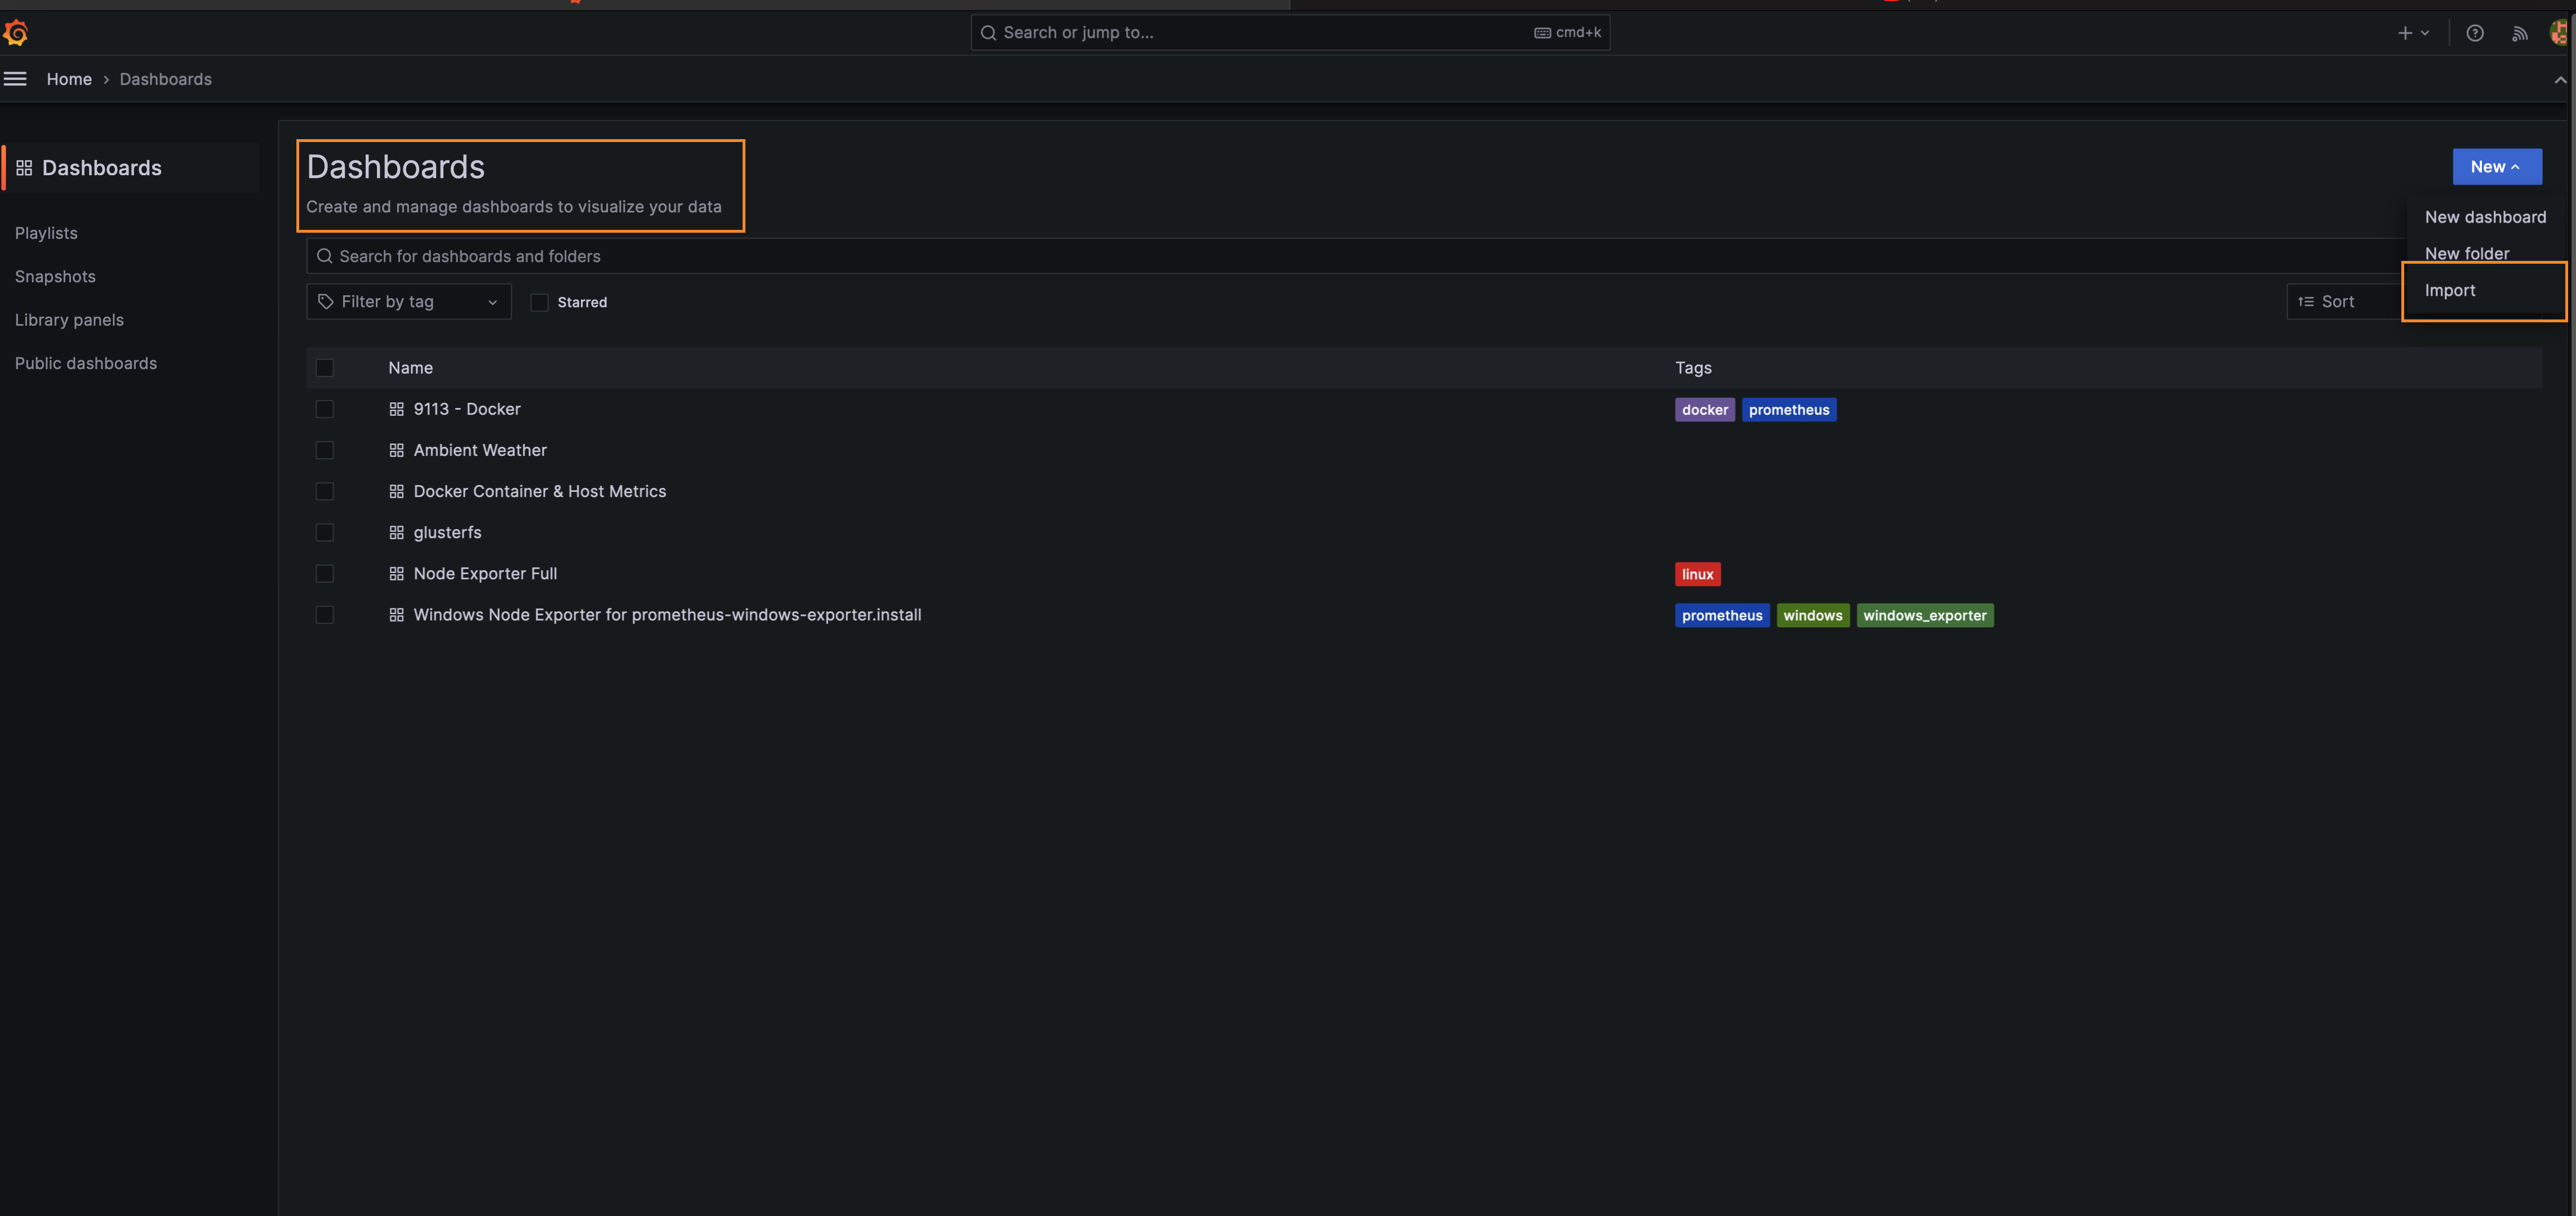 Search or jump to...
cmd+k
Home › Dashboards
Dashboards
Playlists
Snapshots
Library panels
Public dashboards
Dashboards
Create and manage dashboards to visualize your data
New
New dashboard
New folder
Import
Search for dashboards and folders
Filter by tag
Starred
Sort
Name Tags
9113 - Docker docker prometheus
Ambient Weather
Docker Container & Host Metrics
glusterfs
Node Exporter Full linux
Windows Node Exporter for prometheus-windows-exporter.install prometheus windows windows_exporter